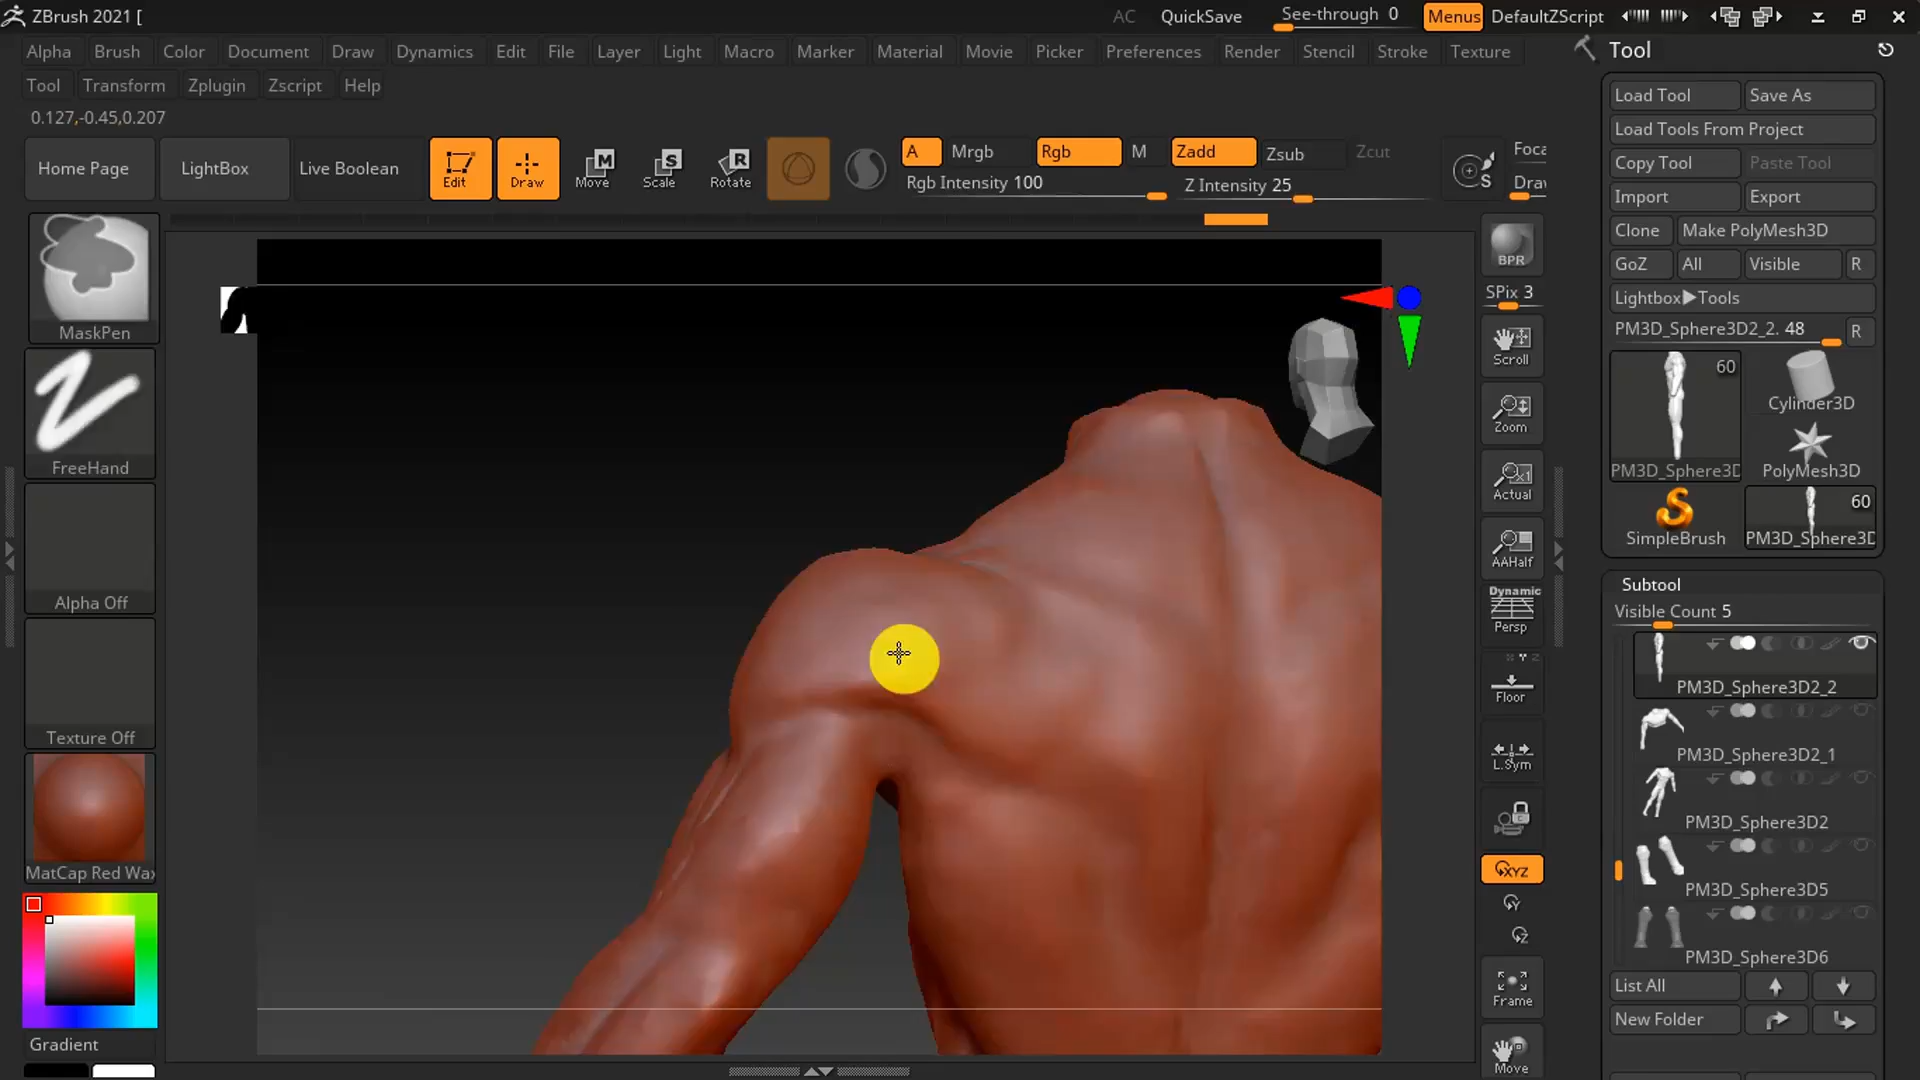 ZBrush 2021 [
AC QuickSave See-through 0 Menus DefaultZScript
Alpha Brush Color Document Draw Dynamics Edit File Layer Light Macro Marker Material Movie Picker Preferences Render Stencil Stroke Texture
Tool Transform Zplugin Zscript Help
0.127,-0.45,0.207
Home Page LightBox Live Boolean Edit Draw Move Scale Rotate
M S R
A Mrgb Rgb M Zadd Zsub Zcut
Rgb Intensity 100 Z Intensity 25
S
Foca
Drav
MaskPen
FreeHand
Alpha Off
Texture Off
MatCap Red Wax
Gradient
BPR
SPix 3
Scroll
Zoom
Actual
AAHalf
Dynamic
Persp
Floor
L.Sym
XYZ
Y
Z
Frame
Move
Tool
Load Tool Save As
Load Tools From Project
Copy Tool Paste Tool
Import Export
Clone Make PolyMesh3D
GoZ All Visible R
Lightbox▶Tools
PM3D_Sphere3D2_2. 48 R
60
PM3D_Sphere3D
Cylinder3D
PolyMesh3D
SimpleBrush
60
PM3D_Sphere3D
Subtool
Visible Count 5
PM3D_Sphere3D2_2
PM3D_Sphere3D2_1
PM3D_Sphere3D2
PM3D_Sphere3D5
PM3D_Sphere3D6
List All
New Folder